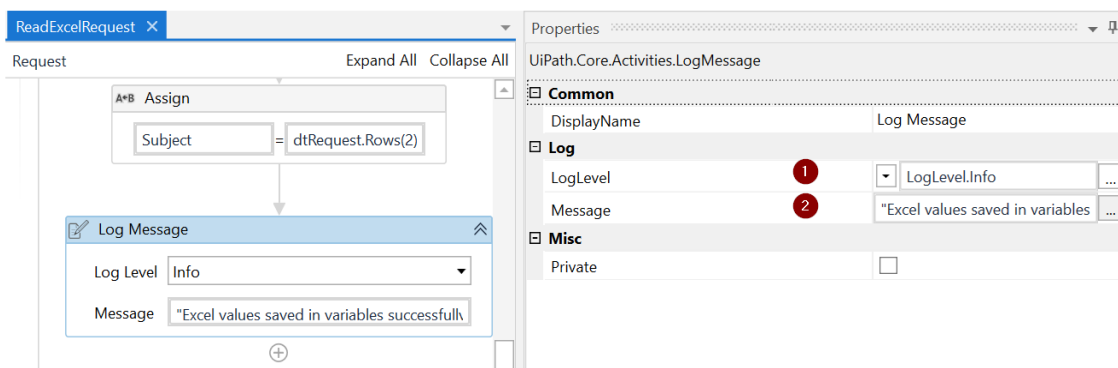 ReadExcelRequest
Request Expand All Collapse All
A+B Assign
Subject = dtRequest.Rows(2)
Log Message
Log Level Info
Message "Excel values saved in variables successfully
Properties
UiPath.Core.Activities.LogMessage
Common
DisplayName Log Message
Log
LogLevel 1 LogLevel.Info ...
Message 2 "Excel values saved in variables ...
Misc
Private